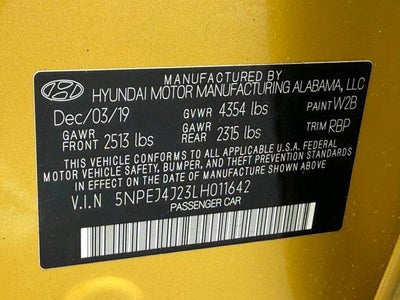 MANUFACTURED BY
HYUNDAI MOTOR MANUFACTURING ALABAMA, LLC
Dec/03/19 GVWR 4354 lbs PAINT W2B
GAWR FRONT 2513 lbs GAWR REAR 2315 lbs TRIM RBP
THIS VEHICLE CONFORMS TO ALL APPLICABLE U.S. FEDERAL
MOTOR VEHICLE SAFETY, BUMPER, AND THEFT PREVENTION
STANDARDS IN EFFECT ON THE DATE OF MANUFACTURE SHOWN ABOVE.
V.I.N 5NPEJ4J23LH011642
PASSENGER CAR